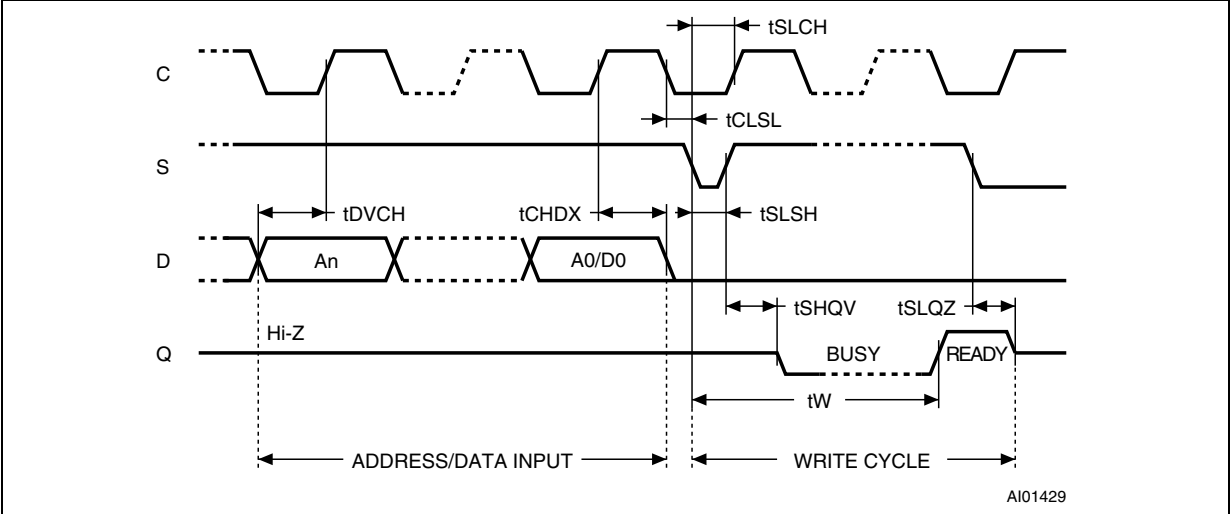 tSLCH
C
tCLSL
S
tDVCH
tCHDX
tSLSH
D
An
A0/D0
tSHQV
tSLQZ
Hi-Z
Q
BUSY
READY
tW
ADDRESS/DATA INPUT
WRITE CYCLE
AI01429